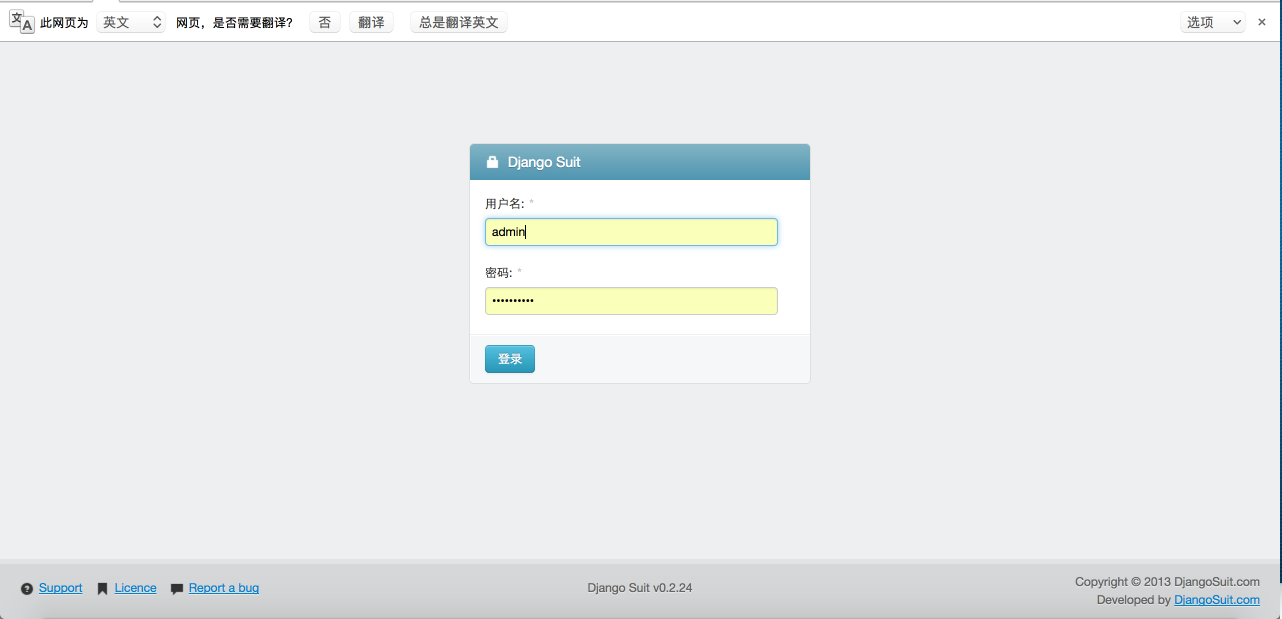 此网页为 英文 网页，是否需要翻译？ 否 翻译 总是翻译英文 选项 ×
Django Suit
用户名: *
admin
密码: *
••••••••••
登录
Support Licence Report a bug
Django Suit v0.2.24
Copyright © 2013 DjangoSuit.com
Developed by DjangoSuit.com